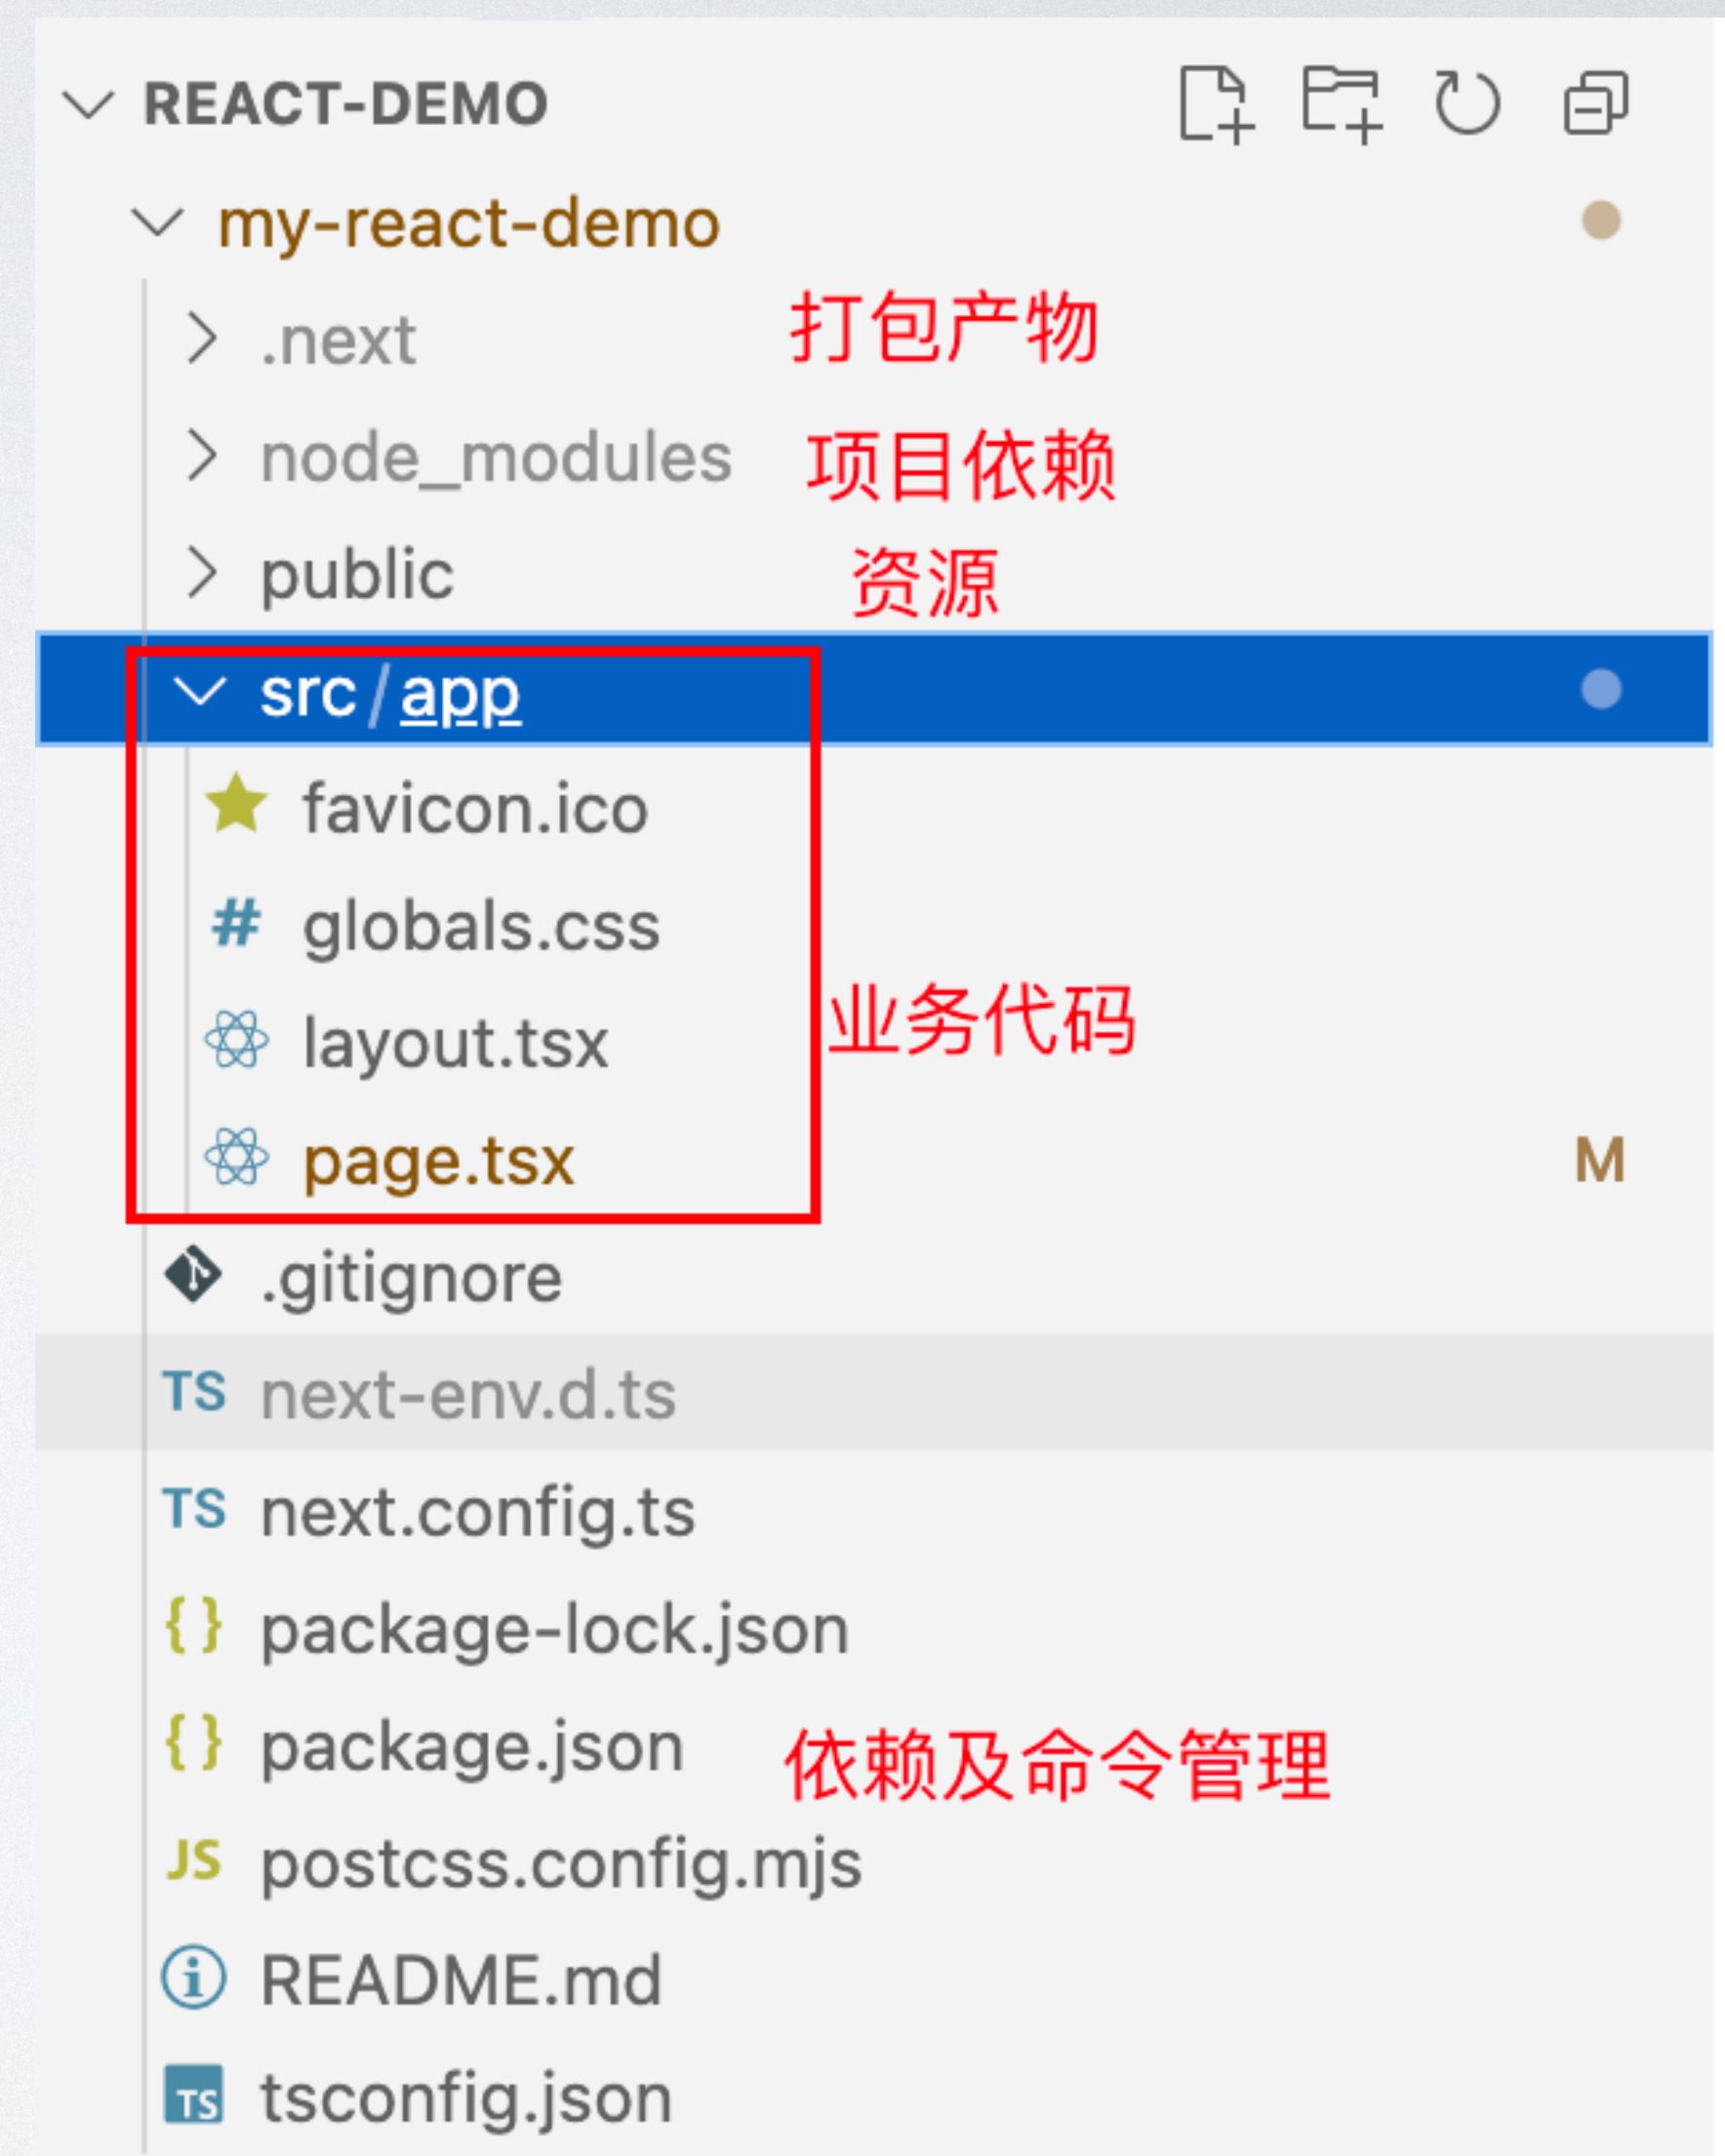 REACT-DEMO
my-react-demo
.next 打包产物
node_modules 项目依赖
public 资源
src / app
favicon.ico
# globals.css
layout.tsx
业务代码
page.tsx M
.gitignore
TS next-env.d.ts
TS next.config.ts
{ } package-lock.json
{ } package.json 依赖及命令管理
JS postcss.config.mjs
README.md
TS tsconfig.json